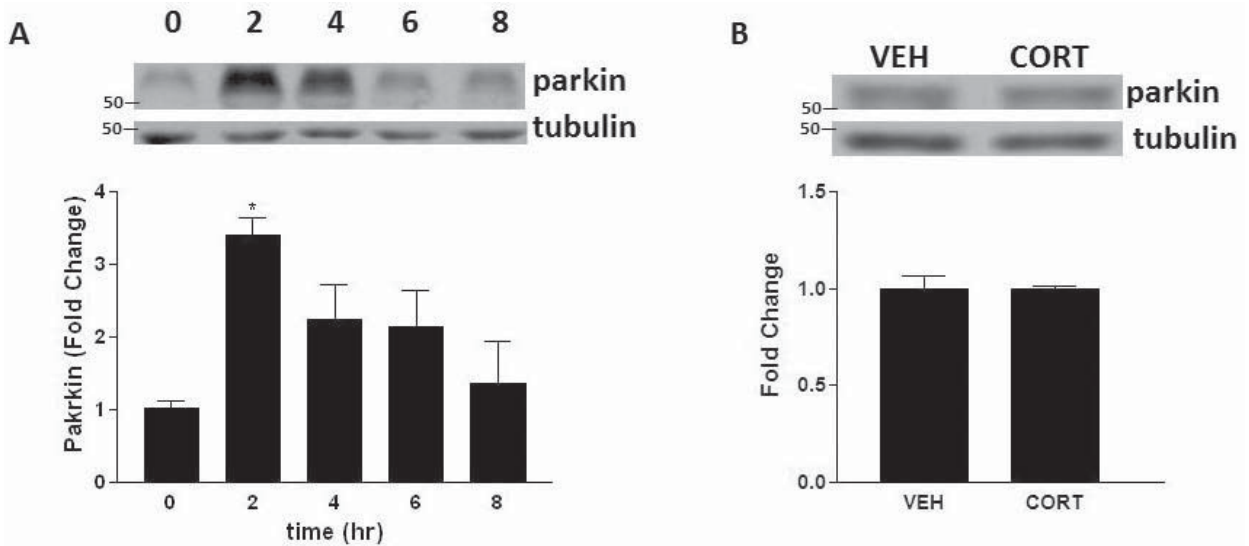 A
0 2 4 6 8
50
parkin
50
tubulin
Pakrkin (Fold Change)
4
3
2
1
0
*
0 2 4 6 8
time (hr)
B
VEH CORT
50
parkin
50
tubulin
Fold Change
1.5
1.0
0.5
0.0
VEH CORT